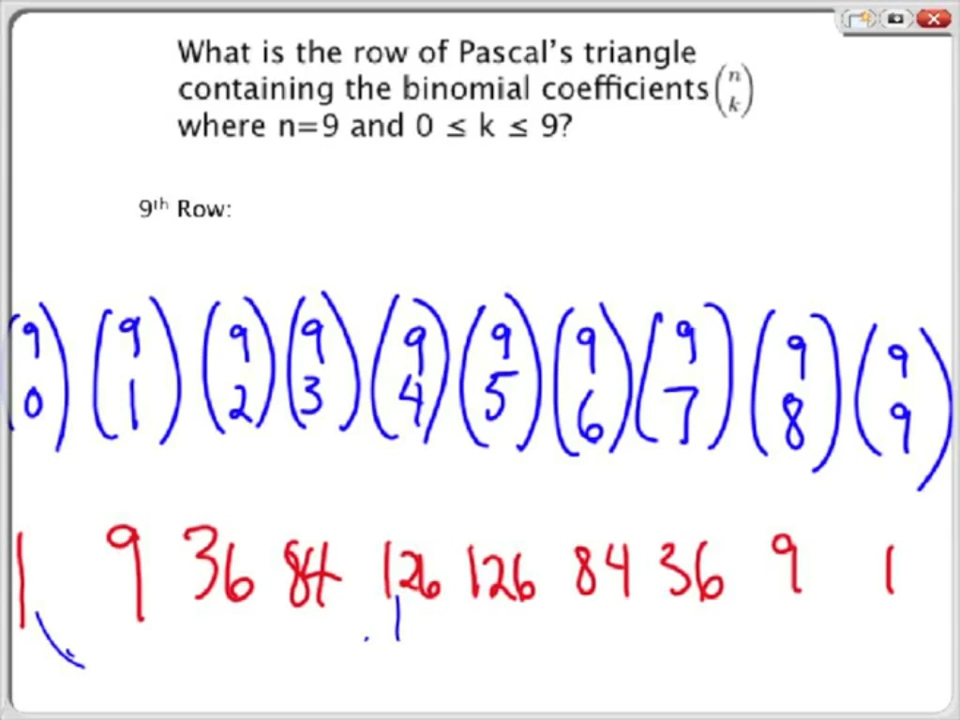 What is the row of Pascal's triangle
containing the binomial coefficients (n k)
where n=9 and 0 ≤ k ≤ 9?
9th Row:
(9 0) (9 1) (9 2) (9 3) (9 4) (9 5) (9 6) (9 7) (9 8) (9 9)
1 9 36 84 126 126 84 36 9 1